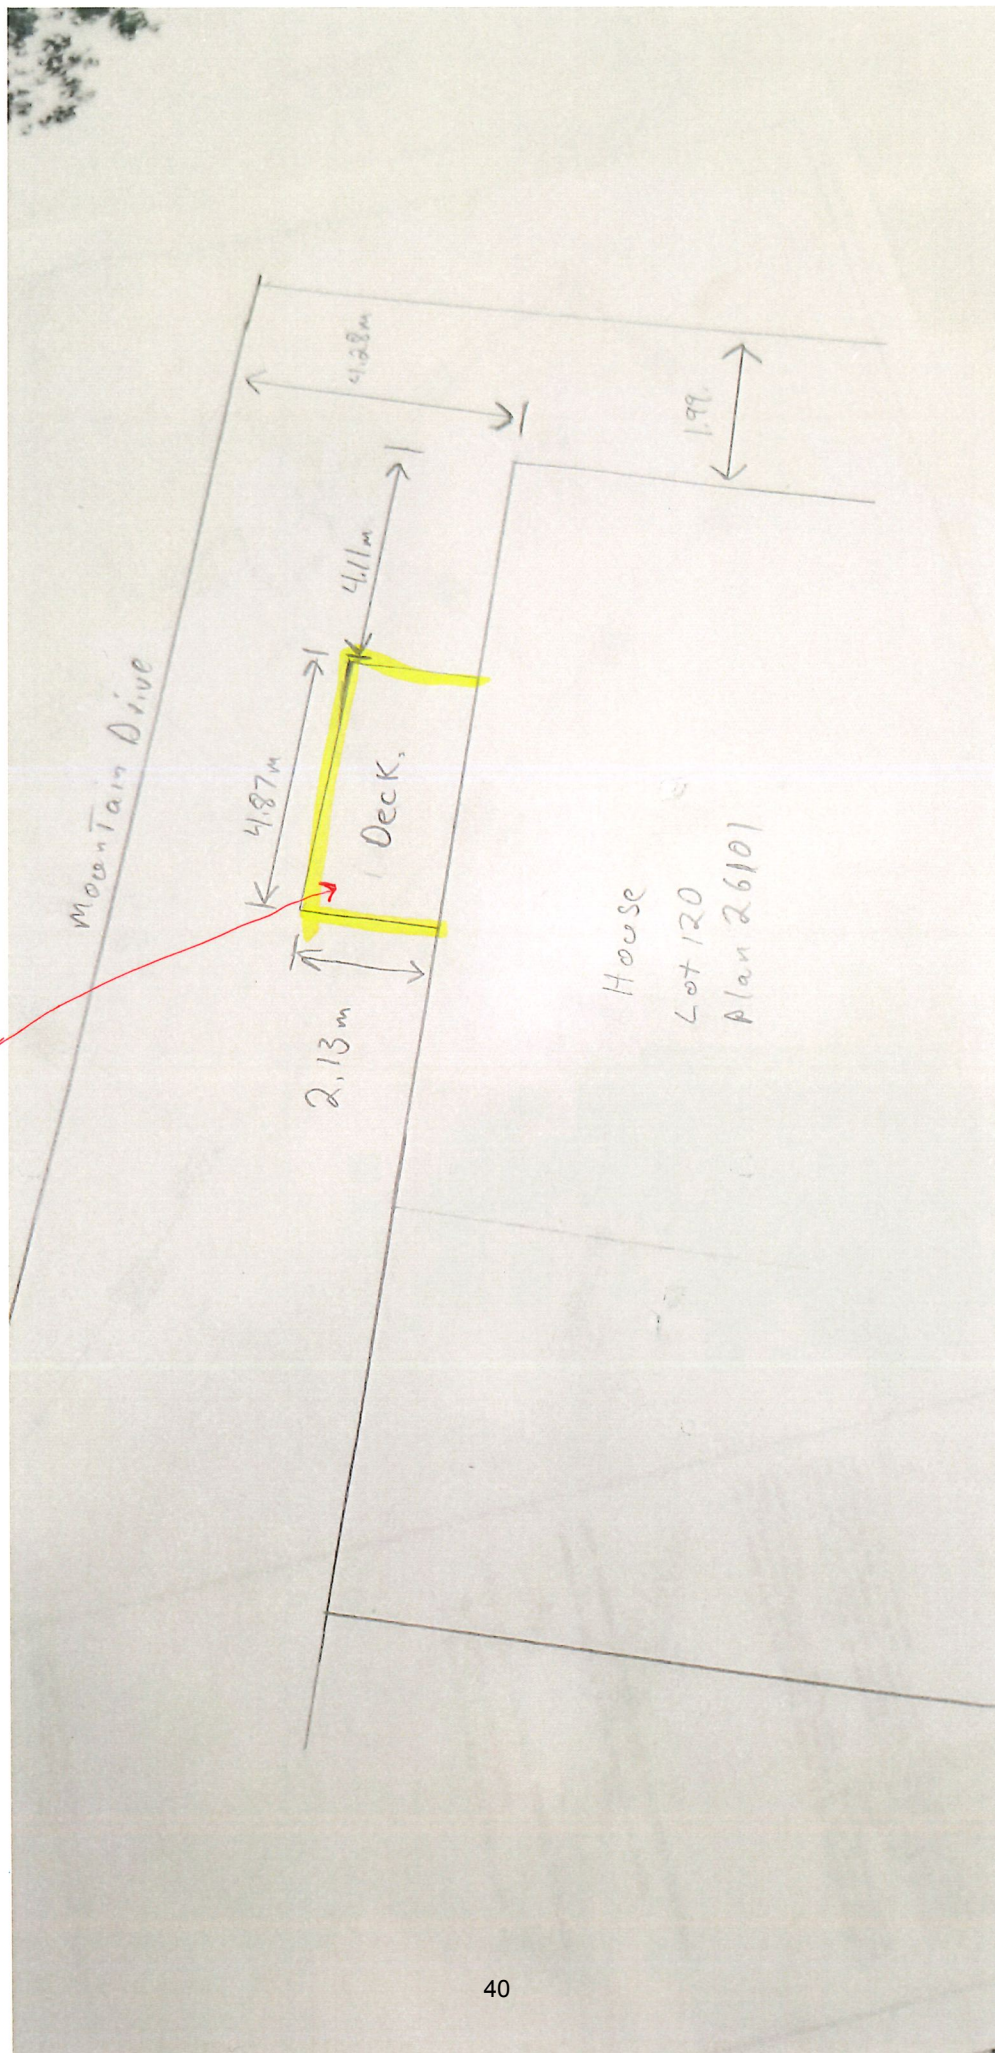 Mountain Drive
4.28m
1.99.
4.11m
4.87m
Deck.
2.13m
House
Lot 120
Plan 26101
40